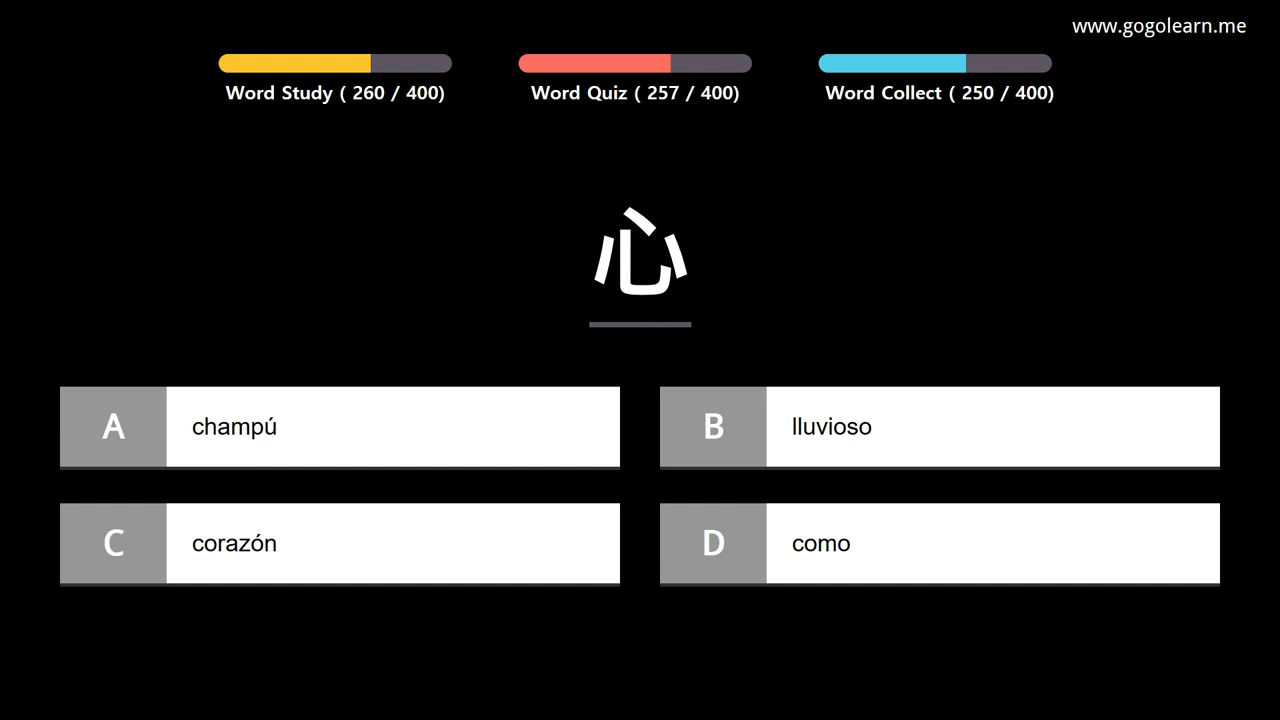 www.gogolearn.me
Word Study ( 260 / 400)
Word Quiz ( 257 / 400)
Word Collect ( 250 / 400)
心
A champú
B lluvioso
C corazón
D como